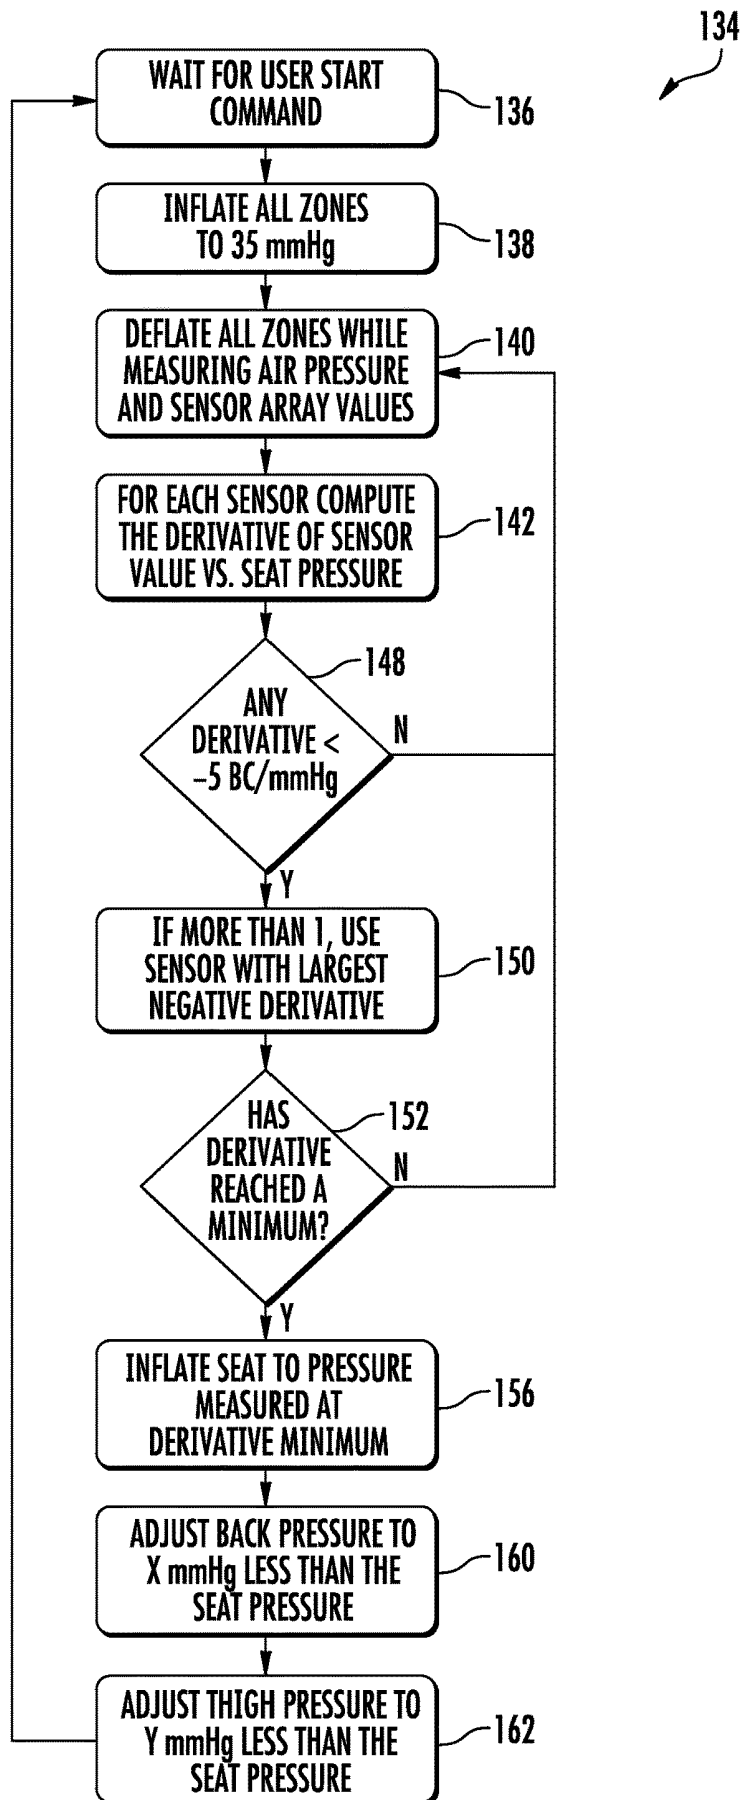 134
WAIT FOR USER START
COMMAND
136
INFLATE ALL ZONES
TO 35 mmHg
138
DEFLATE ALL ZONES WHILE
MEASURING AIR PRESSURE
AND SENSOR ARRAY VALUES
140
FOR EACH SENSOR COMPUTE
THE DERIVATIVE OF SENSOR
VALUE VS. SEAT PRESSURE
142
ANY
DERIVATIVE <
–5 BC/mmHg
148
N
Y
IF MORE THAN 1, USE
SENSOR WITH LARGEST
NEGATIVE DERIVATIVE
150
HAS
DERIVATIVE
REACHED A
MINIMUM?
152
N
Y
INFLATE SEAT TO PRESSURE
MEASURED AT
DERIVATIVE MINIMUM
156
ADJUST BACK PRESSURE TO
X mmHg LESS THAN THE
SEAT PRESSURE
160
ADJUST THIGH PRESSURE TO
Y mmHg LESS THAN THE
SEAT PRESSURE
162